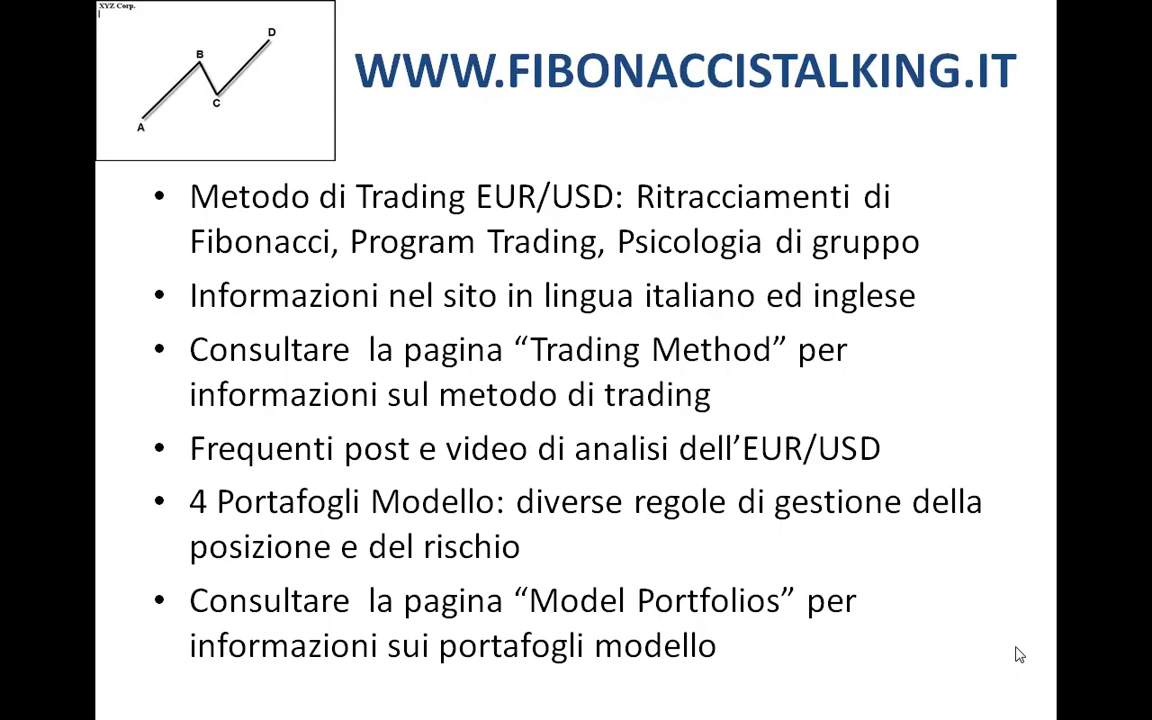 XYZ Corp.
D
B
C
A
WWW.FIBONACCISTALKING.IT
• Metodo di Trading EUR/USD: Ritracciamenti di
Fibonacci, Program Trading, Psicologia di gruppo
• Informazioni nel sito in lingua italiano ed inglese
• Consultare la pagina “Trading Method” per
informazioni sul metodo di trading
• Frequenti post e video di analisi dell’EUR/USD
• 4 Portafogli Modello: diverse regole di gestione della
posizione e del rischio
• Consultare la pagina “Model Portfolios” per
informazioni sui portafogli modello